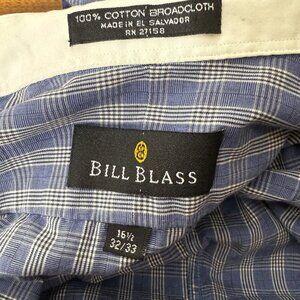 100% COTTON BROADCLOTH
MADE IN EL SALVADOR
RN 27158
BILL BLASS
16½
32/33